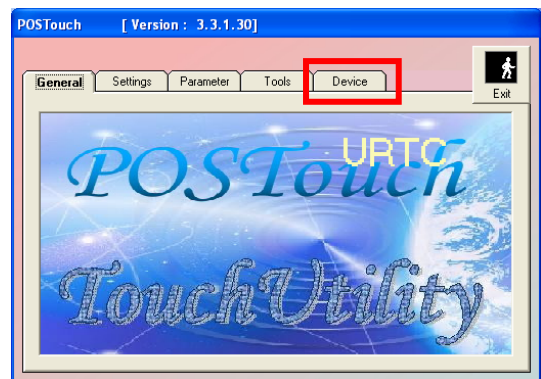 POSTouch [ Version : 3.3.1.30]
General Settings Parameter Tools Device
Exit
URTC
POSTouch
TouchUtility